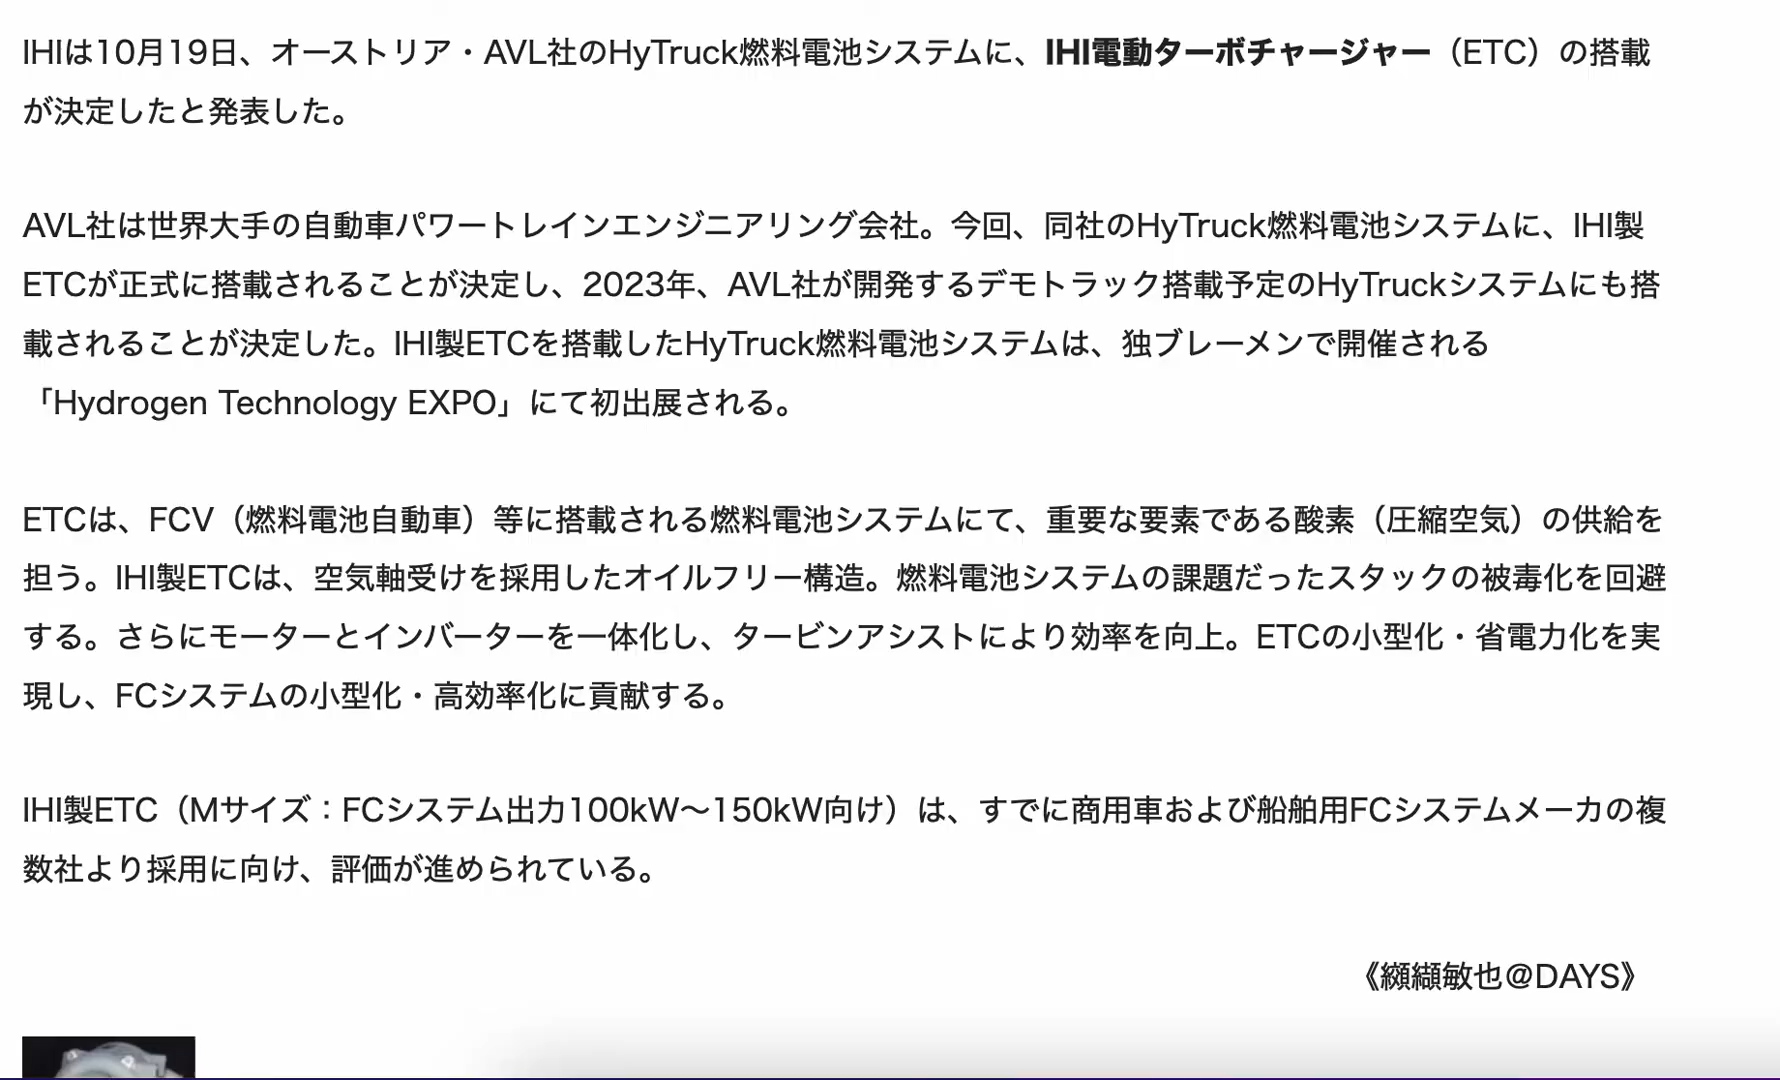 IHIは10月19日、オーストリア・AVL社のHyTruck燃料電池システムに、IHI電動ターボチャージャー（ETC）の搭載
が決定したと発表した。
AVL社は世界大手の自動車パワートレインエンジニアリング会社。今回、同社のHyTruck燃料電池システムに、IHI製
ETCが正式に搭載されることが決定し、2023年、AVL社が開発するデモトラック搭載予定のHyTruckシステムにも搭
載されることが決定した。IHI製ETCを搭載したHyTruck燃料電池システムは、独ブレーメンで開催される
「Hydrogen Technology EXPO」にて初出展される。
ETCは、FCV（燃料電池自動車）等に搭載される燃料電池システムにて、重要な要素である酸素（圧縮空気）の供給を
担う。IHI製ETCは、空気軸受けを採用したオイルフリー構造。燃料電池システムの課題だったスタックの被毒化を回避
する。さらにモーターとインバーターを一体化し、タービンアシストにより効率を向上。ETCの小型化・省電力化を実
現し、FCシステムの小型化・高効率化に貢献する。
IHI製ETC（Mサイズ：FCシステム出力100kW〜150kW向け）は、すでに商用車および船舶用FCシステムメーカの複
数社より採用に向け、評価が進められている。
《纐纈敏也@DAYS》